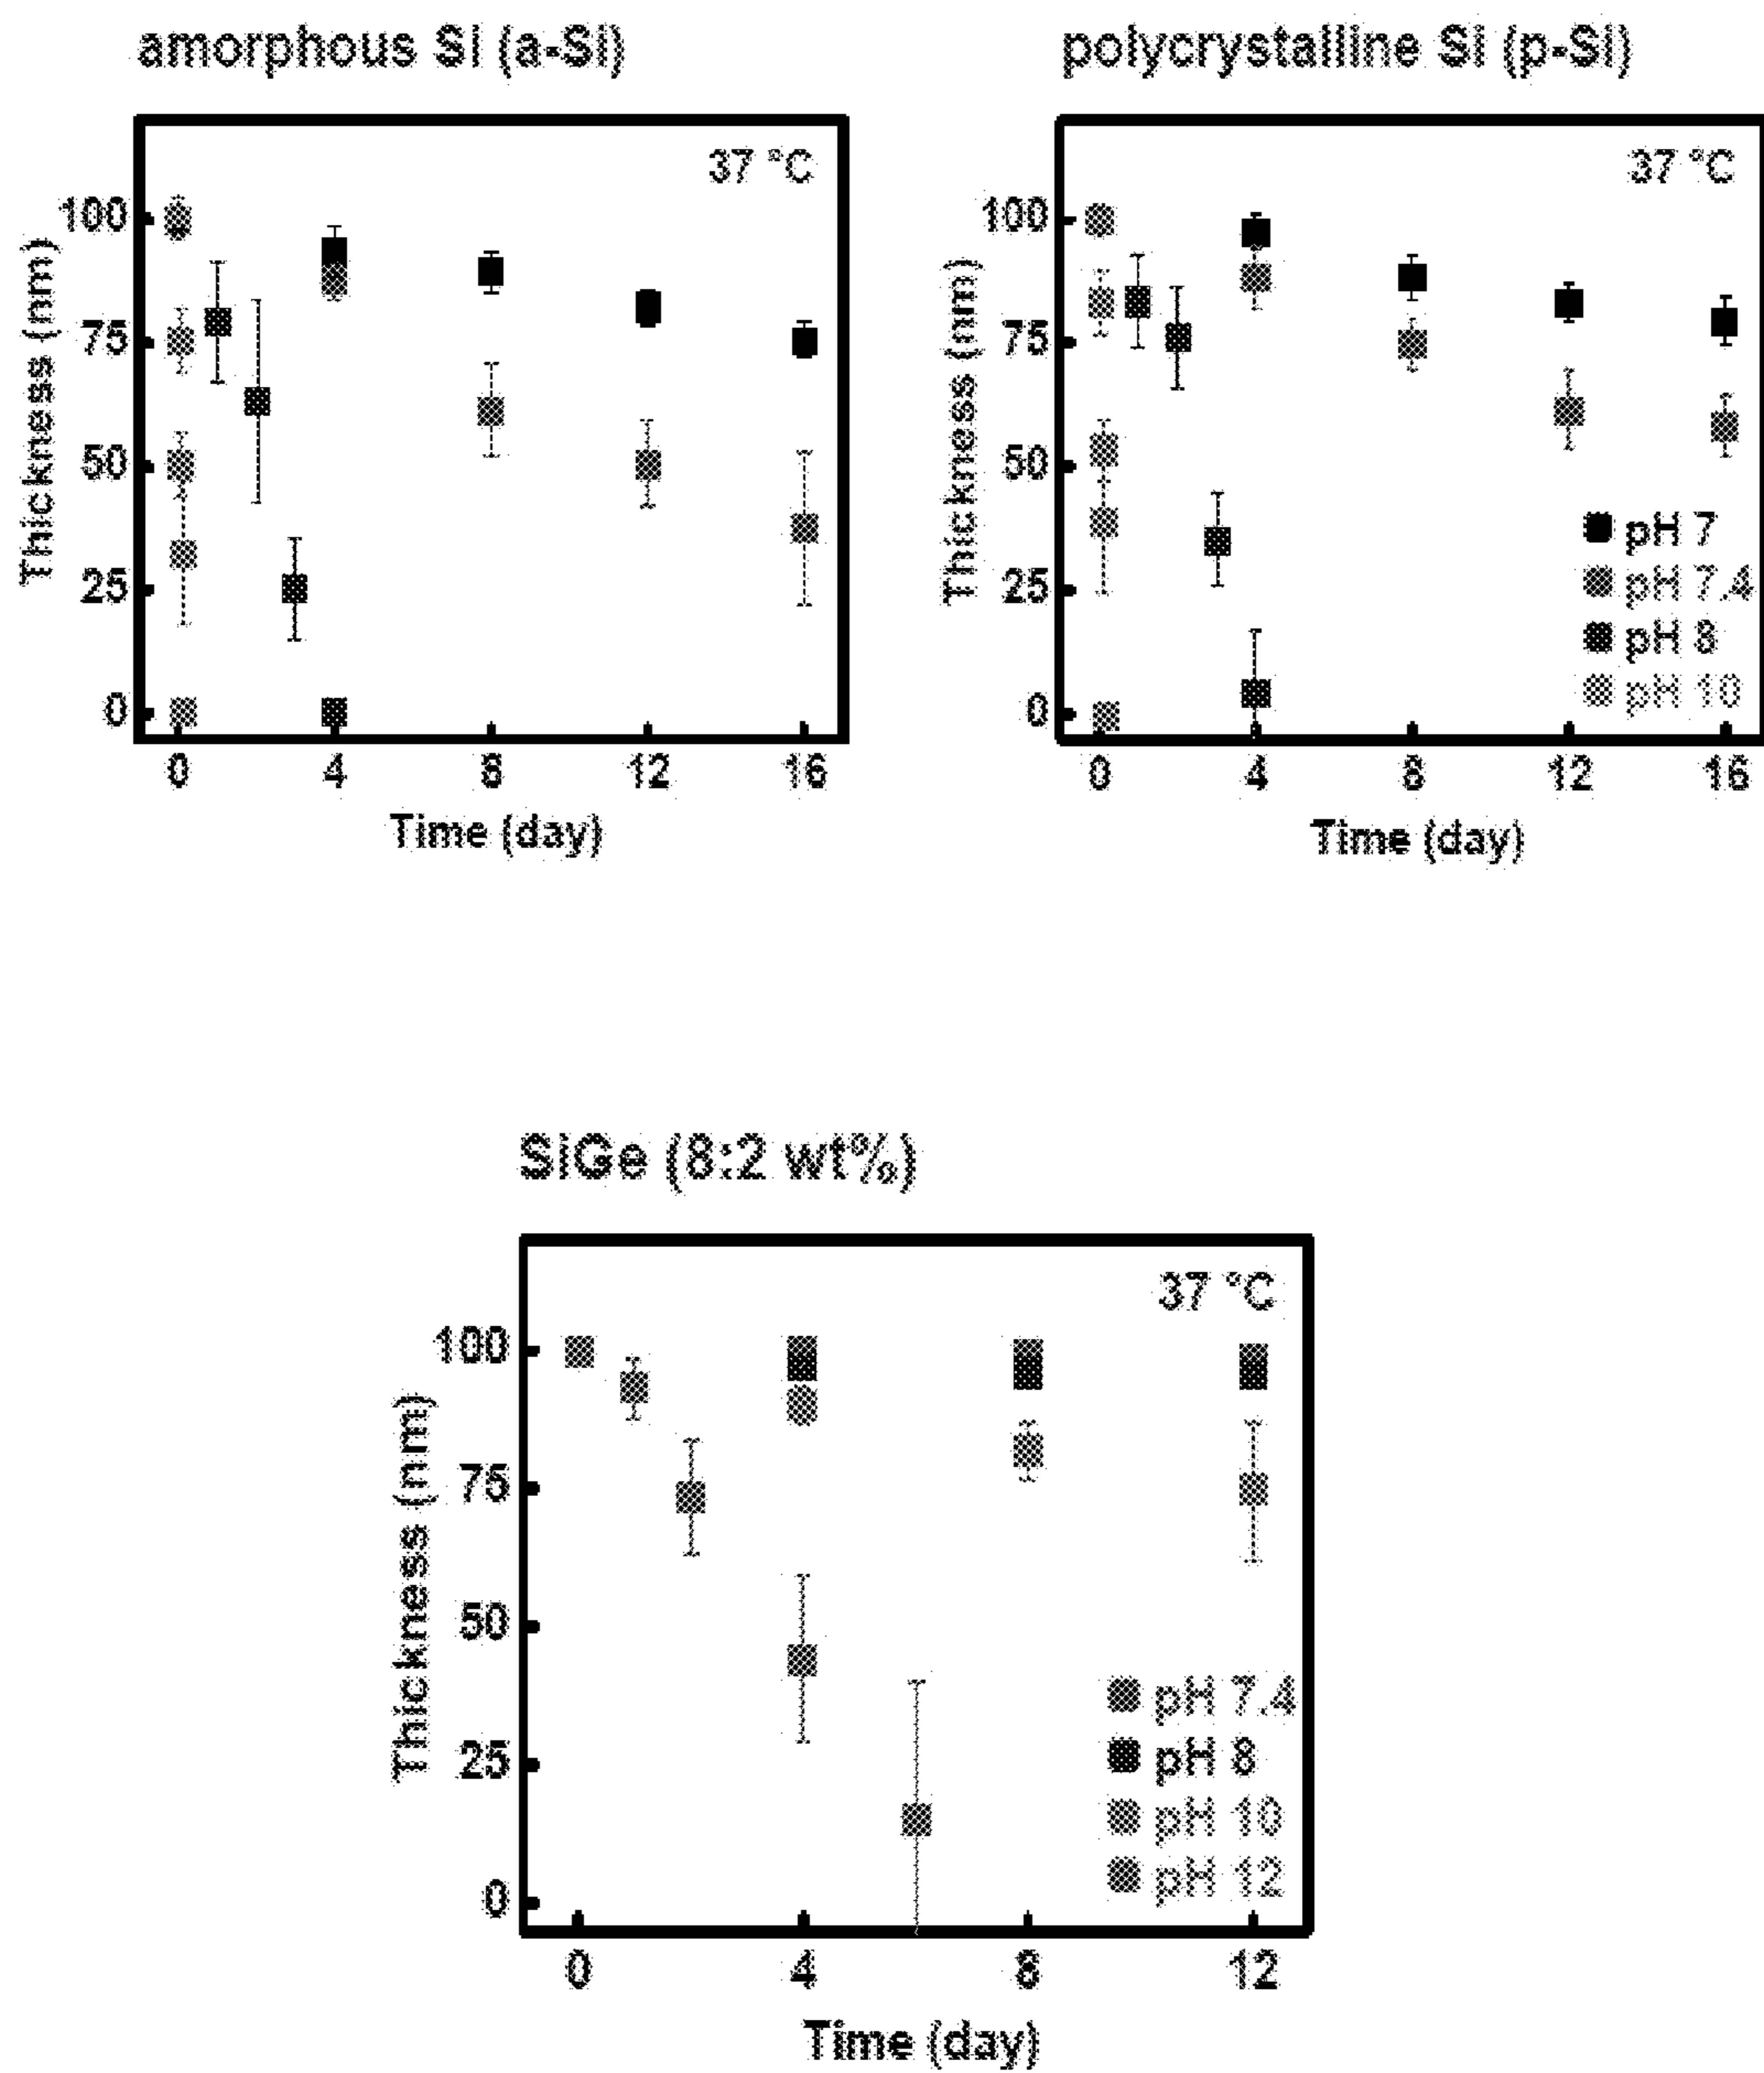 amorphous Si (a-Si)
37 °C
Thickness (nm)
100
75
50
25
0
0 4 8 12 16
Time (day)
polycrystalline Si (p-Si)
37 °C
Thickness (nm)
100
75
50
25
0
pH 7
pH 7.4
pH 8
pH 10
0 4 8 12 16
Time (day)
SiGe (8:2 wt%)
37 °C
Thickness (nm)
100
75
50
25
0
pH 7.4
pH 8
pH 10
pH 12
0 4 8 12
Time (day)